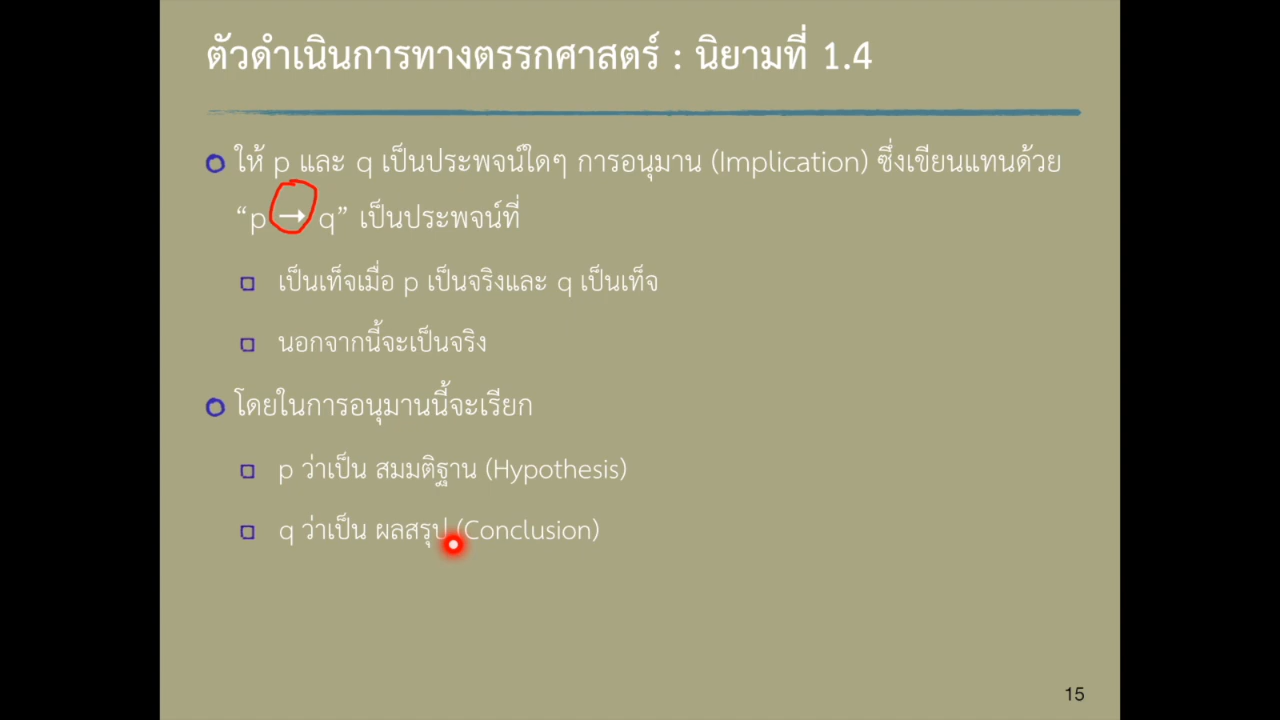 ตัวดำเนินการทางตรรกศาสตร์ : นิยามที่ 1.4
ให้ p และ q เป็นประพจน์ใดๆ การอนุมาน (Implication) ซึ่งเขียนแทนด้วย
“p → q” เป็นประพจน์ที่
เป็นเท็จเมื่อ p เป็นจริงและ q เป็นเท็จ
นอกจากนี้จะเป็นจริง
โดยในการอนุมานนี้จะเรียก
p ว่าเป็น สมมติฐาน (Hypothesis)
q ว่าเป็น ผลสรุป (Conclusion)
15